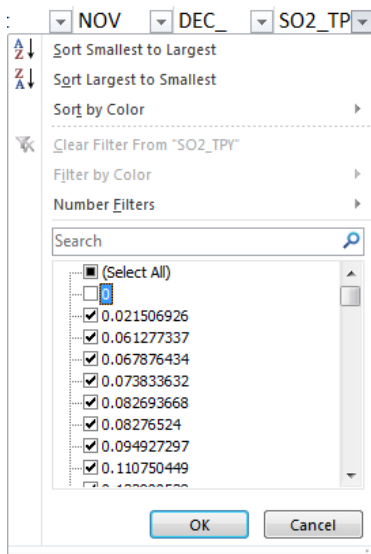 : NOV DEC_ SO2_TP
Sort Smallest to Largest
Sort Largest to Smallest
Sort by Color
Clear Filter From "SO2_TPY"
Filter by Color
Number Filters
Search
(Select All)
0
0.021506926
0.061277337
0.067876434
0.073833632
0.082693668
0.08276524
0.094927297
0.110750449
OK Cancel